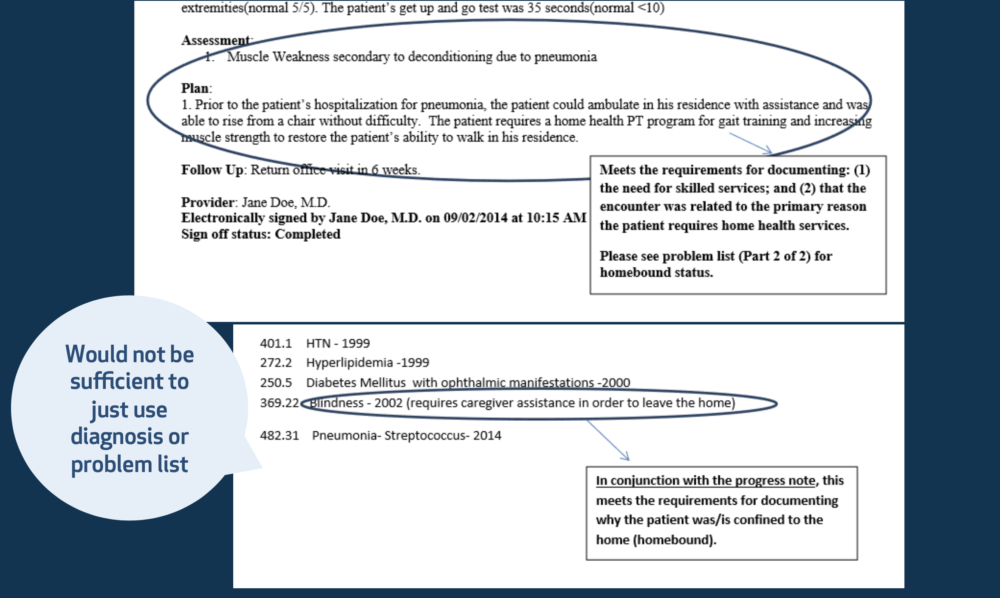 extremities(normal 5/5). The patient’s get up and go test was 35 seconds(normal <10)
Assessment:
1. Muscle Weakness secondary to deconditioning due to pneumonia
Plan:
1. Prior to the patient’s hospitalization for pneumonia, the patient could ambulate in his residence with assistance and was
able to rise from a chair without difficulty. The patient requires a home health PT program for gait training and increasing
muscle strength to restore the patient’s ability to walk in his residence.
Follow Up: Return office visit in 6 weeks.
Provider: Jane Doe, M.D.
Electronically signed by Jane Doe, M.D. on 09/02/2014 at 10:15 AM
Sign off status: Completed
Meets the requirements for documenting: (1)
the need for skilled services; and (2) that the
encounter was related to the primary reason
the patient requires home health services.
Please see problem list (Part 2 of 2) for
homebound status.
Would not be
sufficient to
just use
diagnosis or
problem list
401.1 HTN - 1999
272.2 Hyperlipidemia -1999
250.5 Diabetes Mellitus with ophthalmic manifestations -2000
369.22 Blindness - 2002 (requires caregiver assistance in order to leave the home)
482.31 Pneumonia- Streptococcus- 2014
In conjunction with the progress note, this
meets the requirements for documenting
why the patient was/is confined to the
home (homebound).